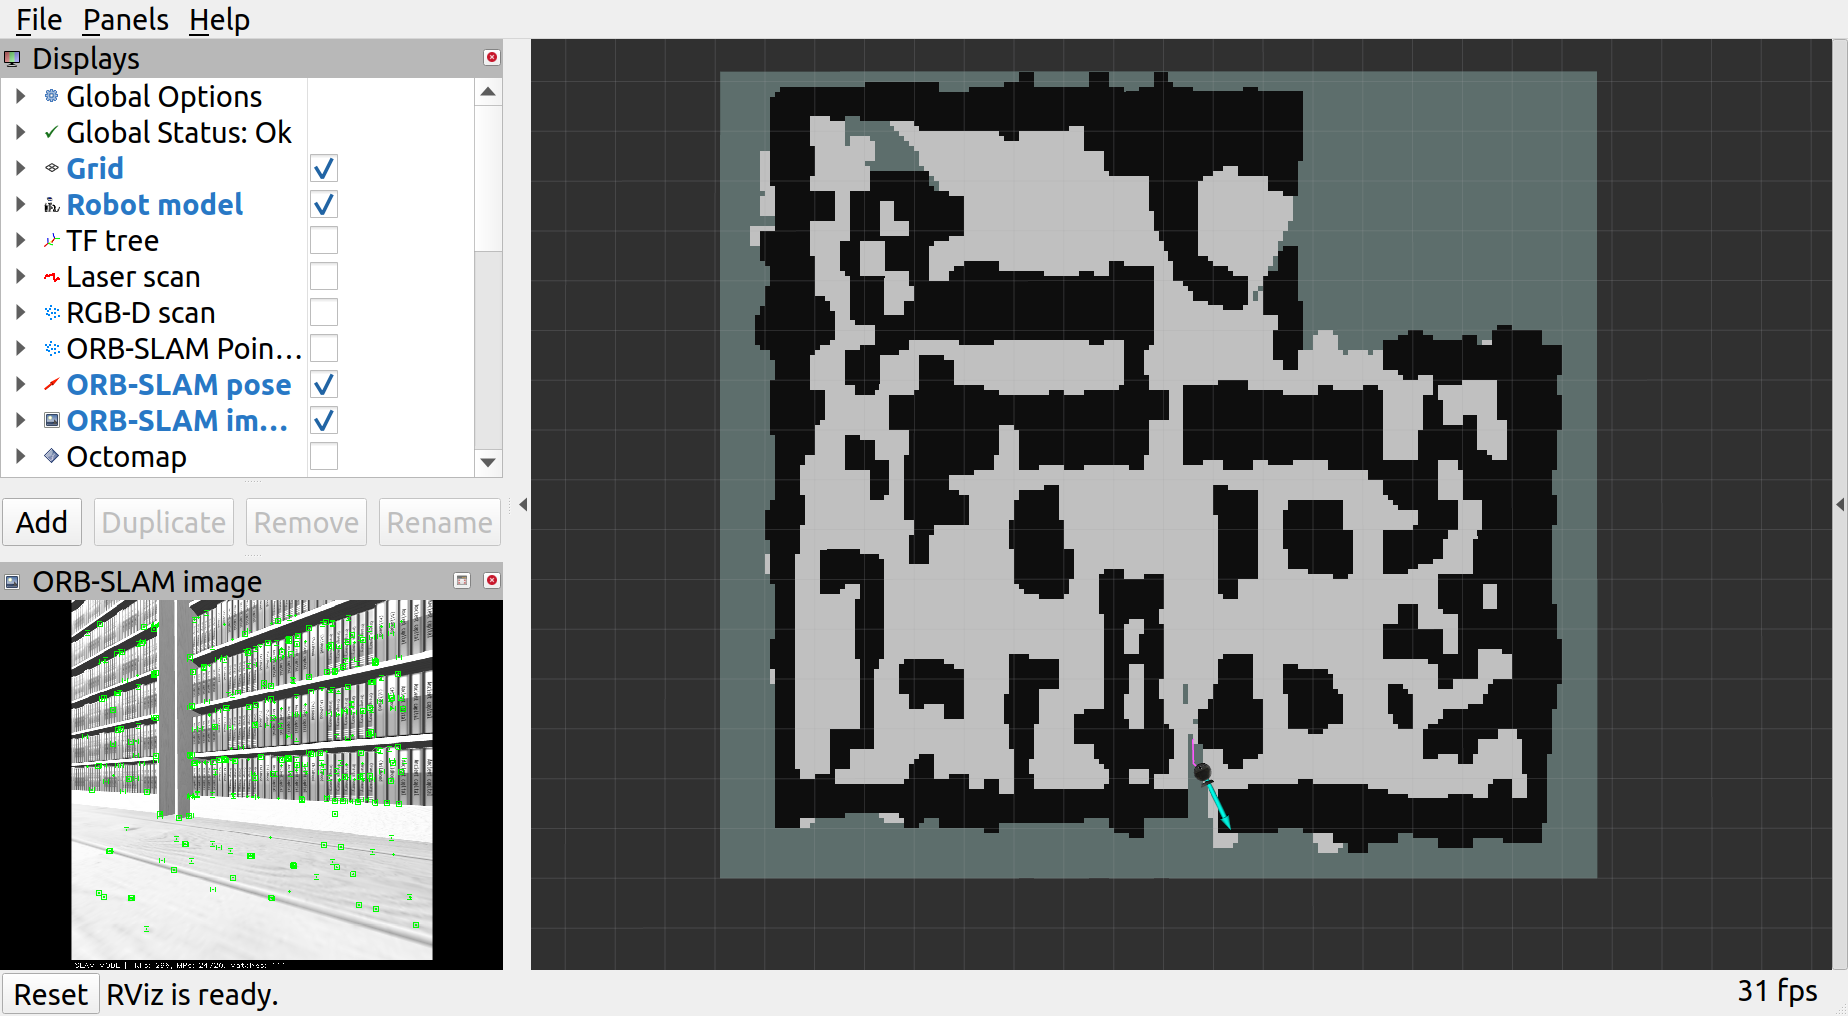 File Panels Help
Displays
Global Options
Global Status: Ok
Grid
Robot model
TF tree
Laser scan
RGB-D scan
ORB-SLAM Poin...
ORB-SLAM pose
ORB-SLAM im...
Octomap
Add Duplicate Remove Rename
ORB-SLAM image
SLAM MODE |
Reset RViz is ready. 31 fps